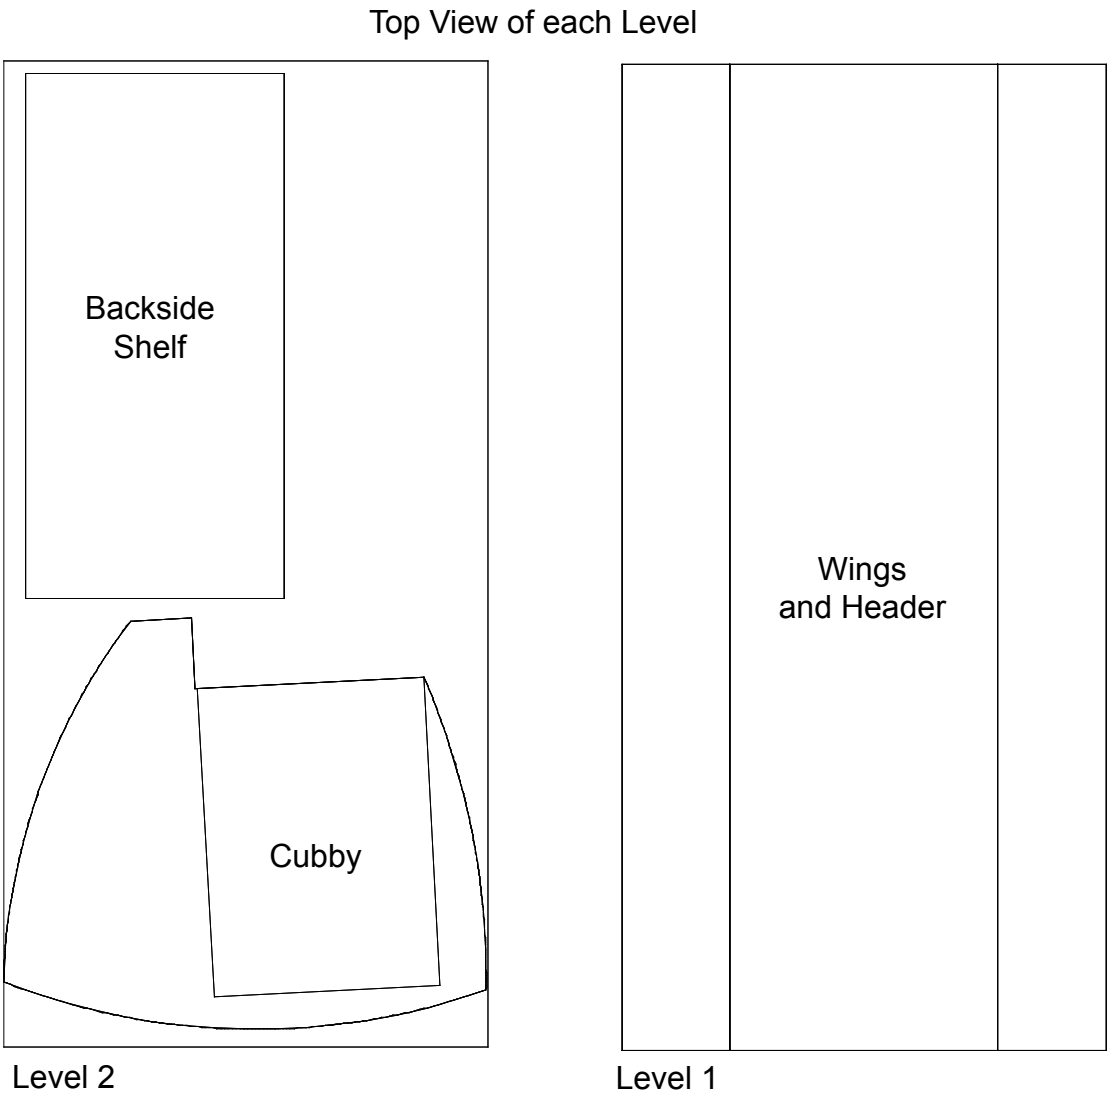 Top View of each Level
Backside
Shelf
Cubby
Level 2
Wings
and Header
Level 1